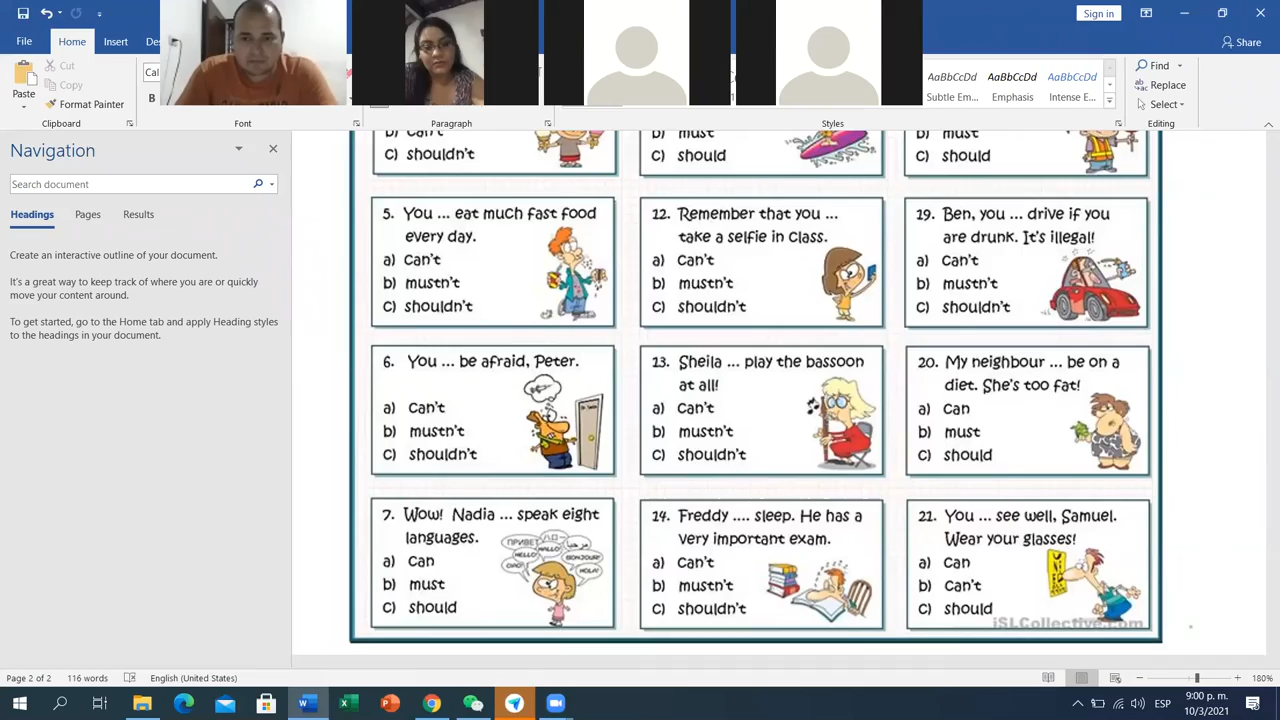 Sign in
File Home Insert
Share
Paste
Cut
Copy
Format Painter
Cal
B
AaBbCcDd AaBbCcDd AaBbCcDd
Subtle Em... Emphasis Intense E...
Find
Replace
Select
Clipboard Font Paragraph Styles Editing
Navigation
Search document
Headings Pages Results
Create an interactive outline of your document.
It's a great way to keep track of where you are or quickly
move your content around.
To get started, go to the Home tab and apply Heading styles
to the headings in your document.
b) can't
c) shouldn't
5. You ... eat much fast food
every day.
a) can't
b) mustn't
c) shouldn't
6. You ... be afraid, Peter.
a) can't
b) mustn't
c) shouldn't
7. Wow! Nadia ... speak eight
languages.
a) can
b) must
c) should
ПРИВЕТ
HELLO!
HALLO!
BONJOUR!
CIAO!
HOLA!
b) must
c) should
12. Remember that you ...
take a selfie in class.
a) can't
b) mustn't
c) shouldn't
13. Sheila ... play the bassoon
at all!
a) can't
b) mustn't
c) shouldn't
14. Freddy .... sleep. He has a
very important exam.
a) can't
b) mustn't
c) shouldn't
b) must
c) should
19. Ben, you ... drive if you
are drunk. It's illegal!
a) can't
b) mustn't
c) shouldn't
20. My neighbour ... be on a
diet. She's too fat!
a) can
b) must
c) should
21. You ... see well, Samuel.
Wear your glasses!
a) can
b) can't
c) should
iSLCollective.com
Page 2 of 2 116 words English (United States) 180%
ESP 9:00 p. m.
10/3/2021